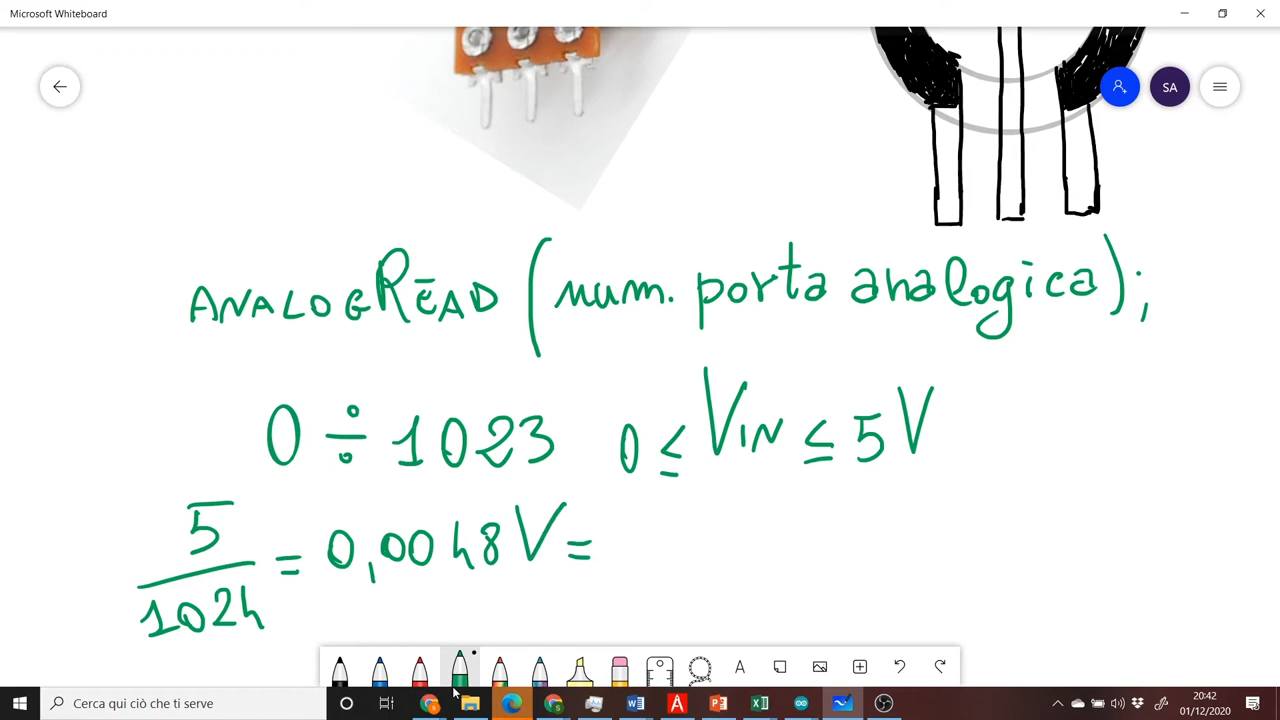 Microsoft Whiteboard
SA
ANALOGREAD (num. porta analogica);
0 ÷ 1023 0 ≤ VIN ≤ 5V
5
= 0,0048V =
1024
A
Cerca qui ciò che ti serve
20:42
01/12/2020